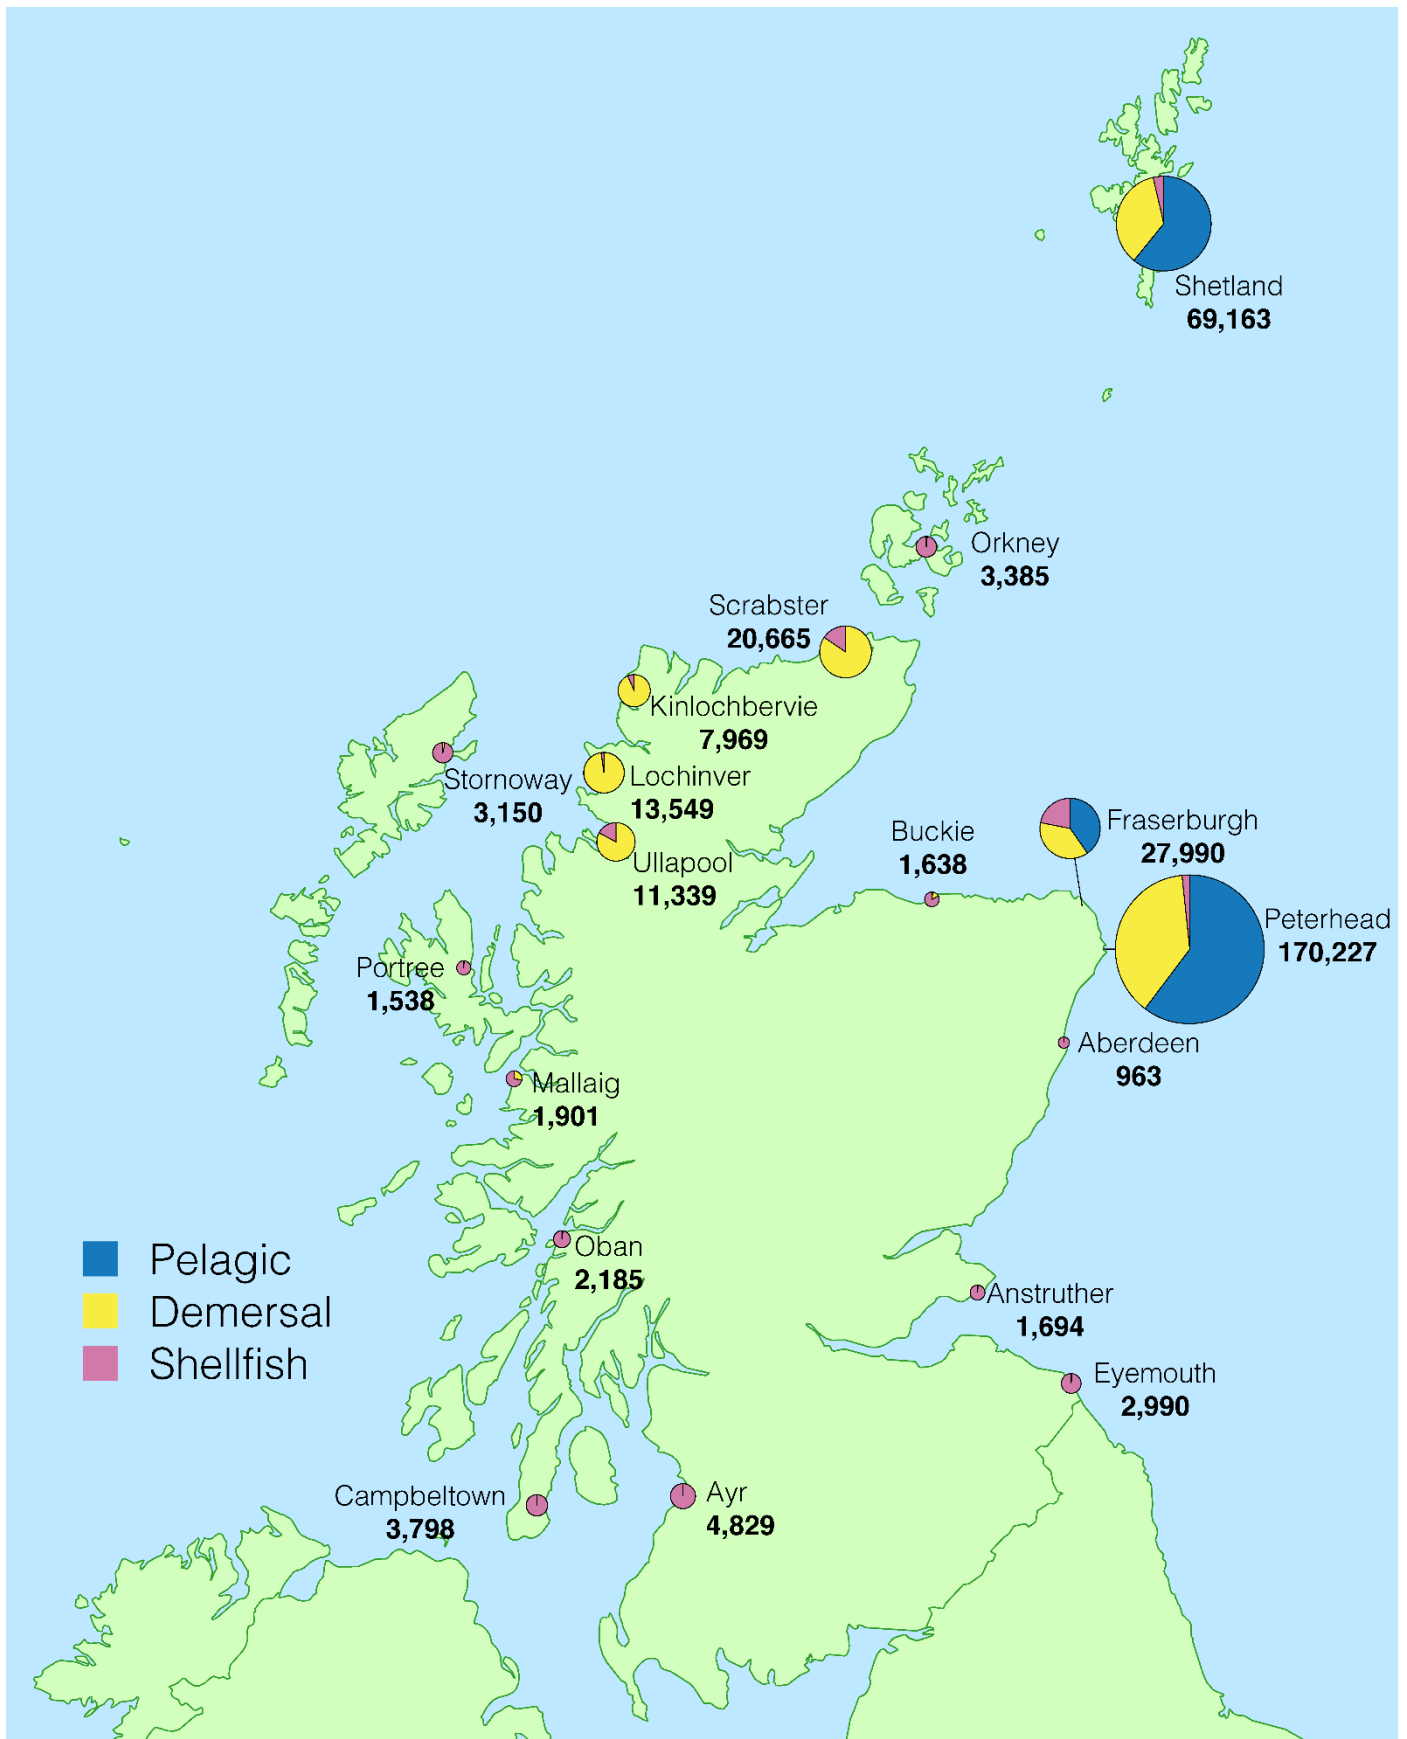 Shetland
69,163
Orkney
3,385
Scrabster
20,665
Kinlochbervie
7,969
Stornoway
3,150
Lochinver
13,549
Ullapool
11,339
Buckie
1,638
Fraserburgh
27,990
Peterhead
170,227
Portree
1,538
Aberdeen
963
Mallaig
1,901
Oban
2,185
Pelagic
Demersal
Shellfish
Anstruther
1,694
Eyemouth
2,990
Campbeltown
3,798
Ayr
4,829